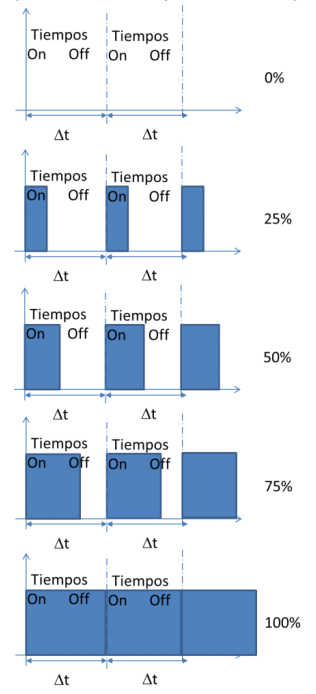 Tiempos Tiempos
On Off On Off
0%
Δt Δt
Tiempos Tiempos
On Off On Off
25%
Δt Δt
Tiempos Tiempos
On Off On Off
50%
Δt Δt
Tiempos Tiempos
On Off On Off
75%
Δt Δt
Tiempos Tiempos
On Off On Off
100%
Δt Δt